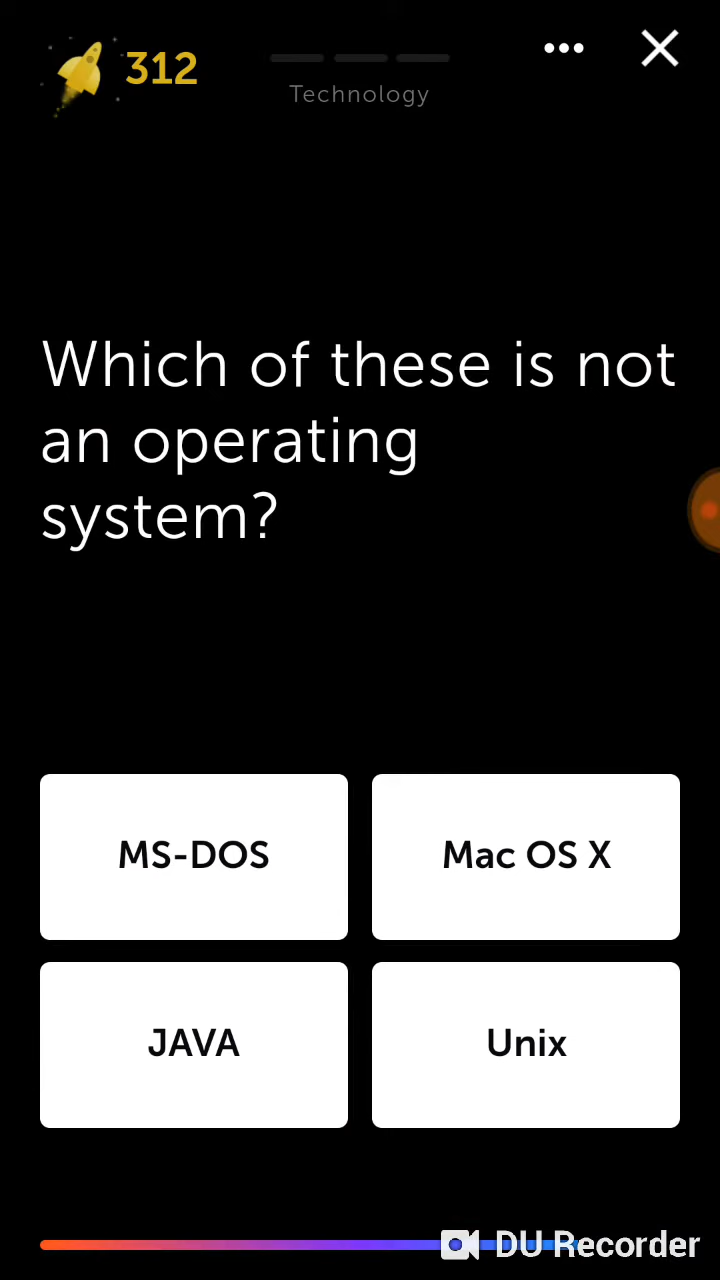 312
Technology
Which of these is not
an operating
system?
MS-DOS
Mac OS X
JAVA
Unix
DU Recorder